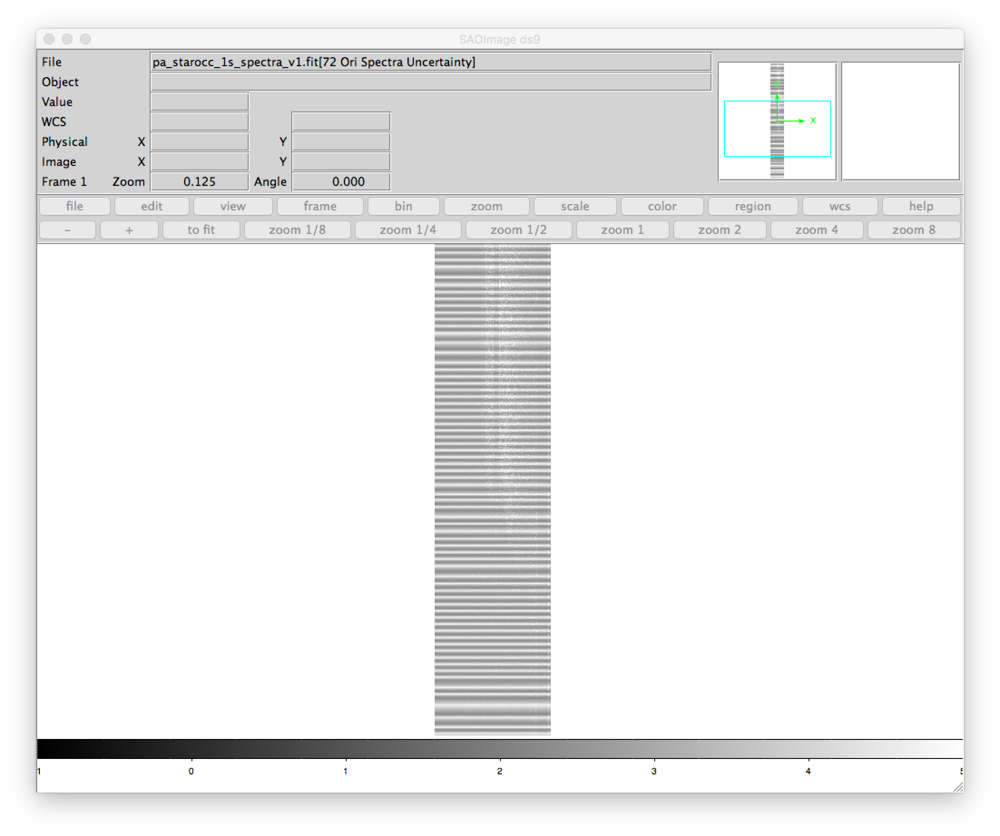 SAOImage ds9
File pa_starocc_1s_spectra_v1.fit[72 Ori Spectra Uncertainty]
Object
Value
WCS
Physical X Y
Image X Y
Frame 1 Zoom 0.125 Angle 0.000
Y
X
file edit view frame bin zoom scale color region wcs help
- + to fit zoom 1/8 zoom 1/4 zoom 1/2 zoom 1 zoom 2 zoom 4 zoom 8
1 0 1 2 3 4